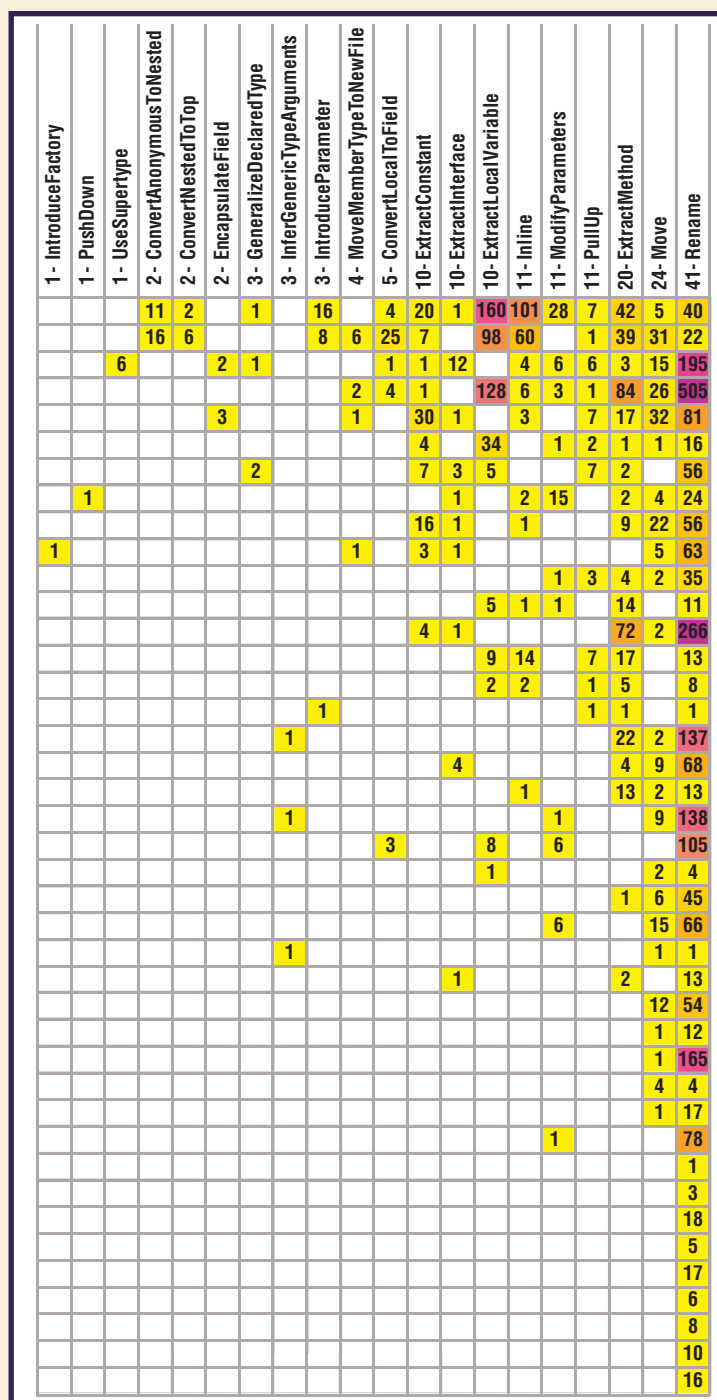 1- IntroduceFactory
1- PushDown
1- UseSupertype
2- ConvertAnonymousToNested
2- ConvertNestedToTop
2- EncapsulateField
3- GeneralizeDeclaredType
3- InferGenericTypeArguments
3- IntroduceParameter
4- MoveMemberTypeToNewFile
5- ConvertLocalToField
10- ExtractConstant
10- ExtractInterface
10- ExtractLocalVariable
11- Inline
11- ModifyParameters
11- PullUp
20- ExtractMethod
24- Move
41- Rename
11 2 1 16 4 20 1 160 101 28 7 42 5 40
16 6 8 6 25 7 98 60 1 39 31 22
6 2 1 1 1 12 4 6 6 3 15 195
2 4 1 128 6 3 1 84 26 505
3 1 30 1 3 7 17 32 81
4 34 1 2 1 1 16
2 7 3 5 7 2 56
1 1 2 15 2 4 24
16 1 1 9 22 56
1 1 3 1 5 63
1 3 4 2 35
5 1 1 14 11
4 1 72 2 266
9 14 7 17 13
2 2 1 5 8
1 1 1 1
1 22 2 137
4 4 9 68
1 13 2 13
1 1 9 138
3 8 6 105
1 2 4
1 6 45
6 15 66
1 1 1
1 2 13
12 54
1 12
1 165
4 4
1 17
1 78
1
3
18
5
17
6
8
10
16